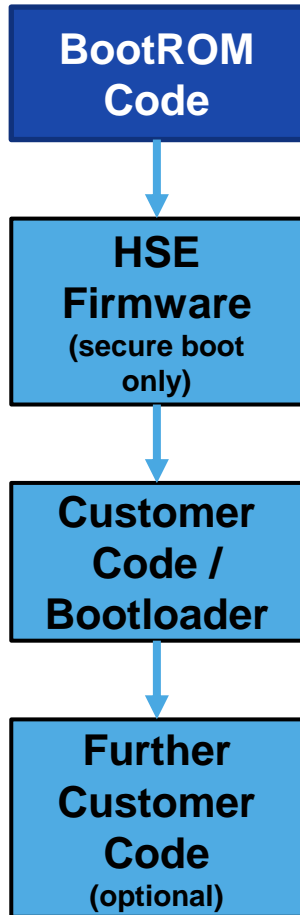 BootROM
Code
HSE
Firmware
(secure boot
only)
Customer
Code /
Bootloader
Further
Customer
Code
(optional)